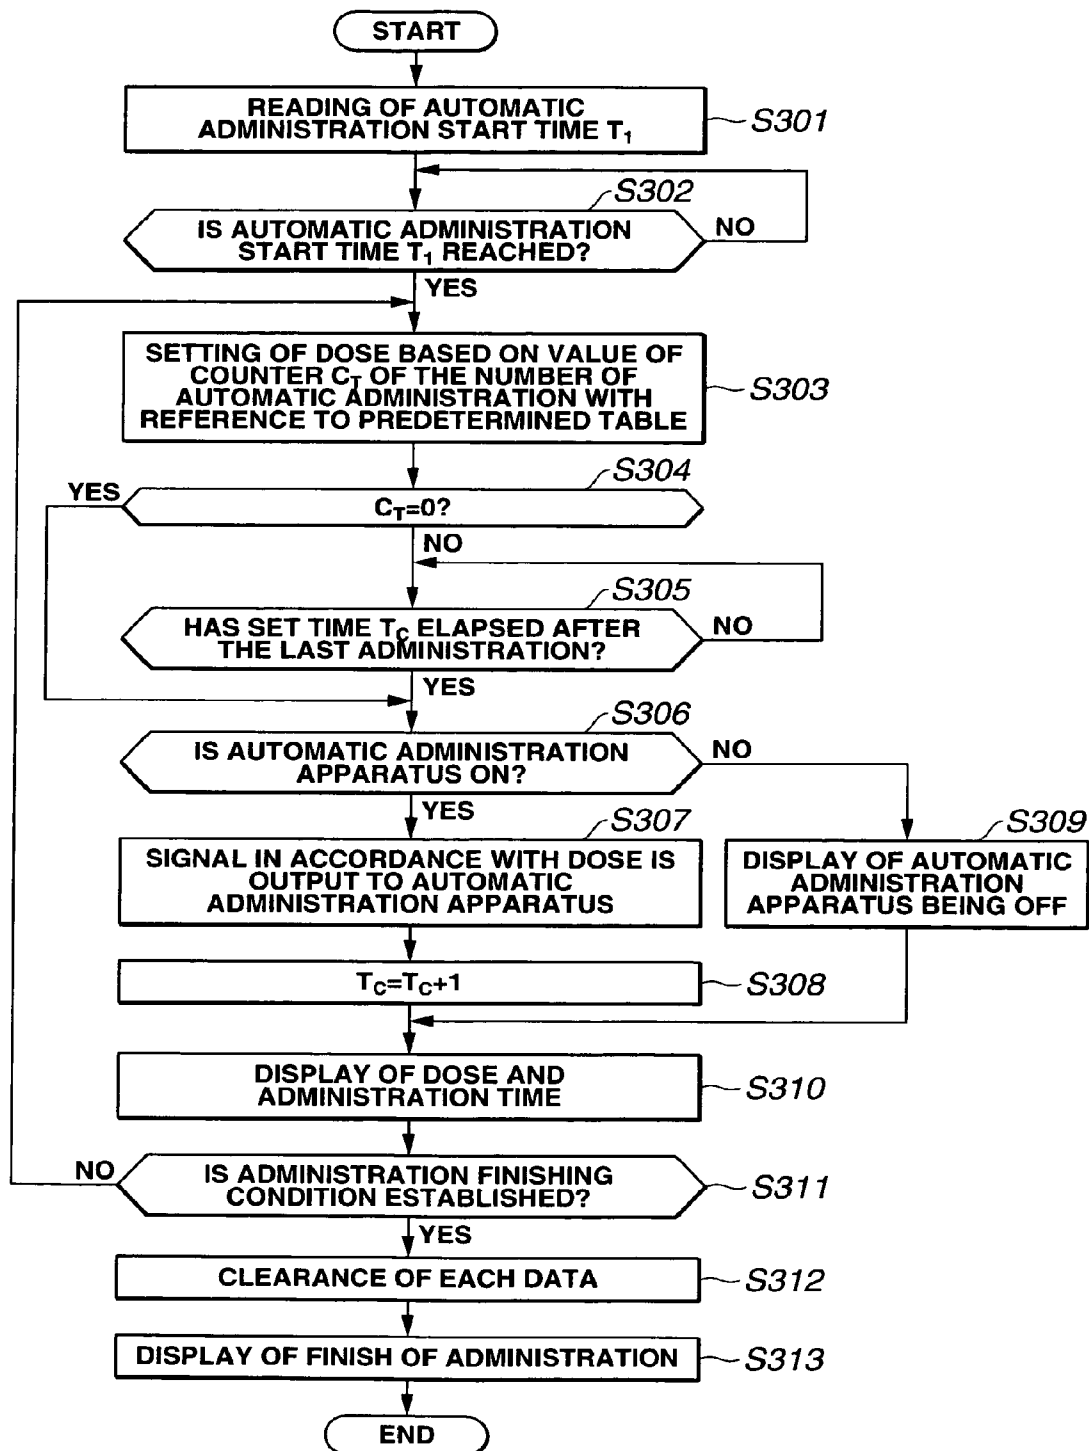 START
READING OF AUTOMATIC
ADMINISTRATION START TIME T₁
S301
S302
IS AUTOMATIC ADMINISTRATION
START TIME T₁ REACHED?
NO
YES
SETTING OF DOSE BASED ON VALUE OF
COUNTER C_T OF THE NUMBER OF
AUTOMATIC ADMINISTRATION WITH
REFERENCE TO PREDETERMINED TABLE
S303
S304
YES
C_T=0?
NO
S305
HAS SET TIME T_C ELAPSED AFTER
THE LAST ADMINISTRATION?
NO
YES
S306
IS AUTOMATIC ADMINISTRATION
APPARATUS ON?
NO
YES
S307
SIGNAL IN ACCORDANCE WITH DOSE IS
OUTPUT TO AUTOMATIC
ADMINISTRATION APPARATUS
S309
DISPLAY OF AUTOMATIC
ADMINISTRATION
APPARATUS BEING OFF
T_C=T_C+1
S308
DISPLAY OF DOSE AND
ADMINISTRATION TIME
S310
NO
IS ADMINISTRATION FINISHING
CONDITION ESTABLISHED?
S311
YES
CLEARANCE OF EACH DATA
S312
DISPLAY OF FINISH OF ADMINISTRATION
S313
END